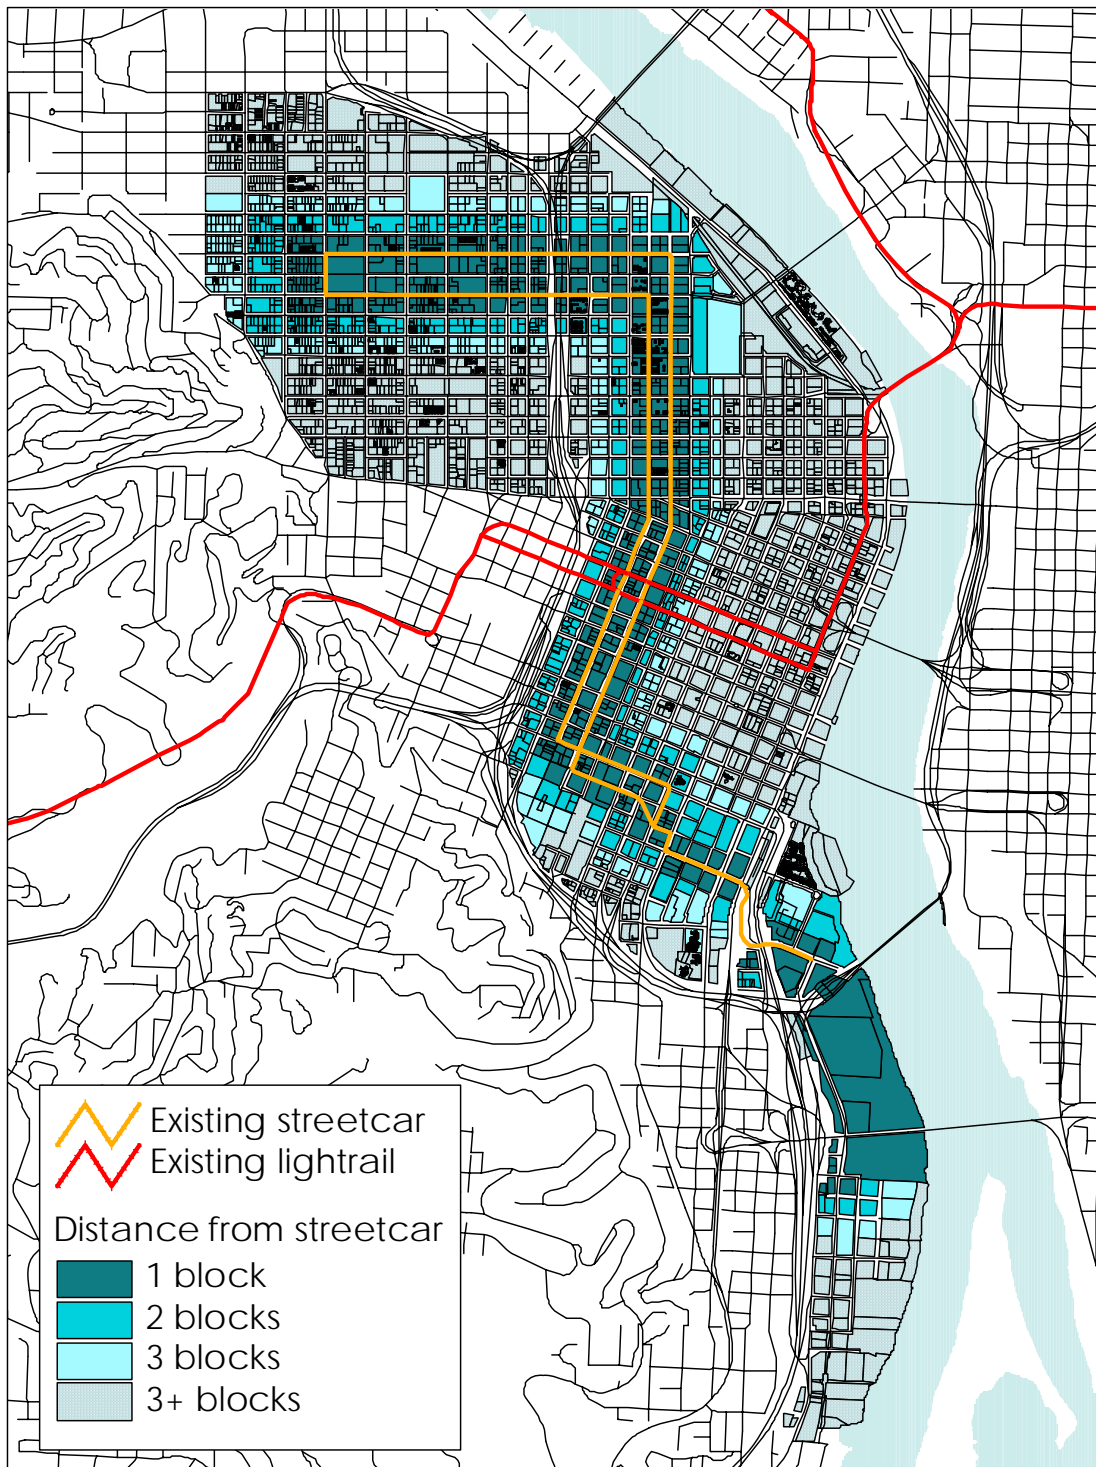 Existing streetcar
Existing lightrail
Distance from streetcar
1 block
2 blocks
3 blocks
3+ blocks